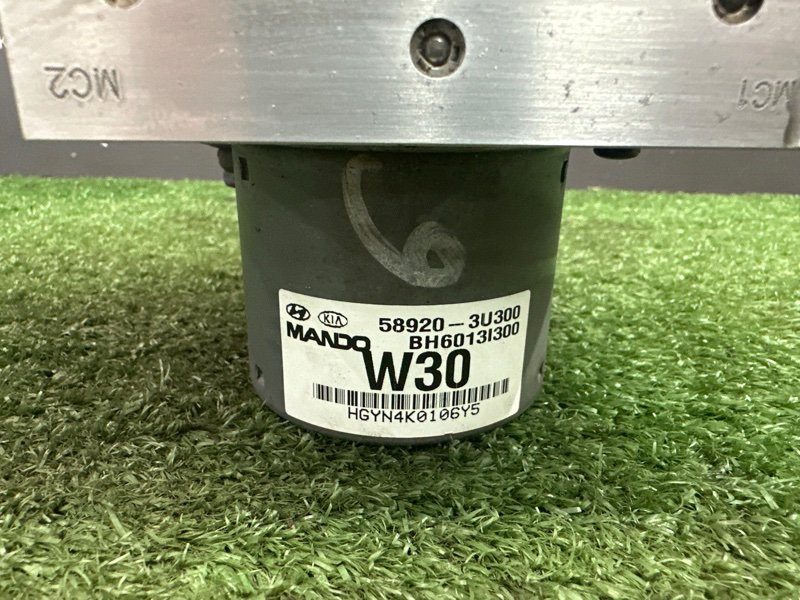 MC2
MC1
6
KIA 58920-3U300
MANDO BH6013I300
W30
HGYN4K0106Y5